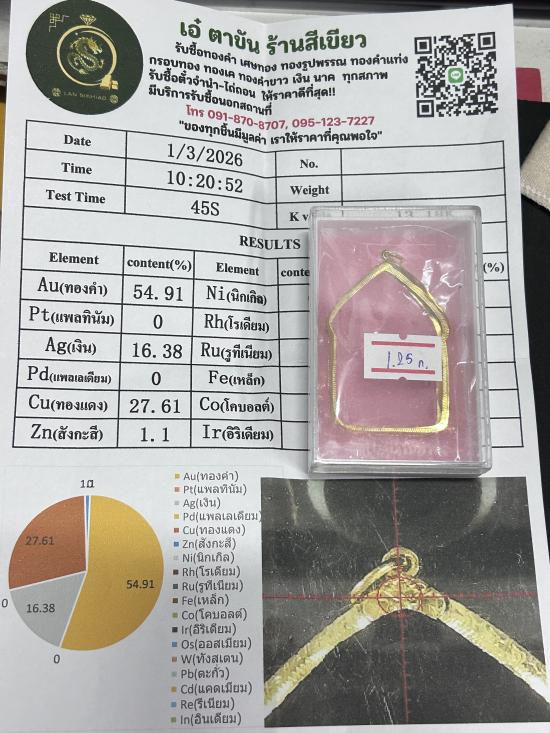 LAN SIKHIAO
เอ๋ ตาขัน ร้านสีเขียว
รับซื้อทองคำ เศษทอง ทองรูปพรรณ ทองคำแท่ง
กรอบทอง ทองเค ทองคำขาว เงิน นาค ทุกสภาพ
รับซื้อตั๋วจำนำ-ไถ่ถอน ให้ราคาดีที่สุด!!
มีบริการรับซื้อนอกสถานที่
โทร 091-870-8707, 095-123-7227
"ของทุกชิ้นมีมูลค่า เราให้ราคาที่คุณพอใจ"
Date 1/3/2026 No.
Time 10:20:52 Weight
Test Time 45S K
RESULTS
Element content(%) Element (%)
Au(ทองคำ) 54.91 Ni(นิกเกิล)
Pt(แพลทินัม) 0 Rh(โรเดียม)
Ag(เงิน) 16.38 Ru(รูทีเนียม)
Pd(แพลเลเดียม) 0 Fe(เหล็ก)
Cu(ทองแดง) 27.61 Co(โคบอลต์)
Zn(สังกะสี) 1.1 Ir(อิริเดียม)
1.25 ก.
27.61
54.91
16.38
0
0
Au(ทองคำ)
Pt(แพลทินัม)
Ag(เงิน)
Pd(แพลเลเดียม)
Cu(ทองแดง)
Zn(สังกะสี)
Ni(นิกเกิล)
Rh(โรเดียม)
Ru(รูทีเนียม)
Fe(เหล็ก)
Co(โคบอลต์)
Ir(อิริเดียม)
Os(ออสเมียม)
W(ทังสเตน)
Pb(ตะกั่ว)
Cd(แคดเมียม)
Re(รีเนียม)
In(อินเดียม)